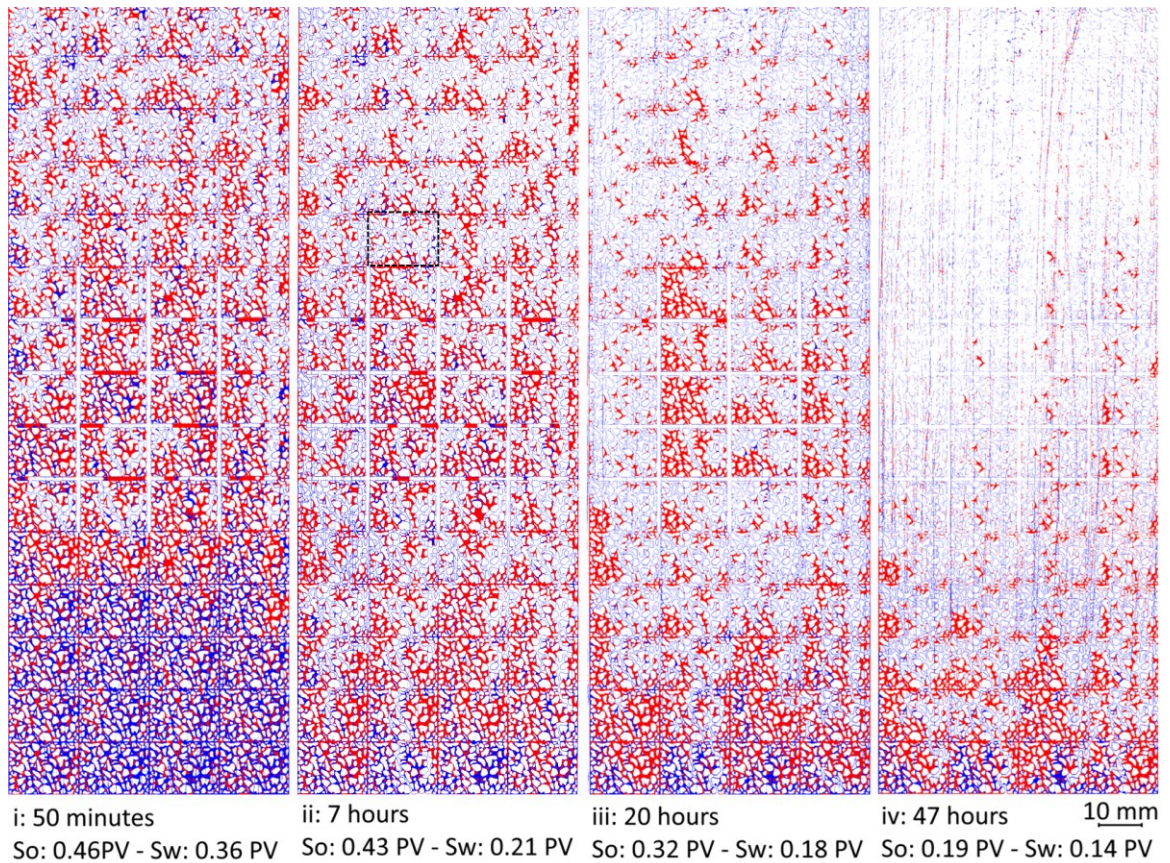 i: 50 minutes
So: 0.46PV - Sw: 0.36 PV
ii: 7 hours
So: 0.43 PV - Sw: 0.21 PV
iii: 20 hours
So: 0.32 PV - Sw: 0.18 PV
iv: 47 hours
10 mm
So: 0.19 PV - Sw: 0.14 PV